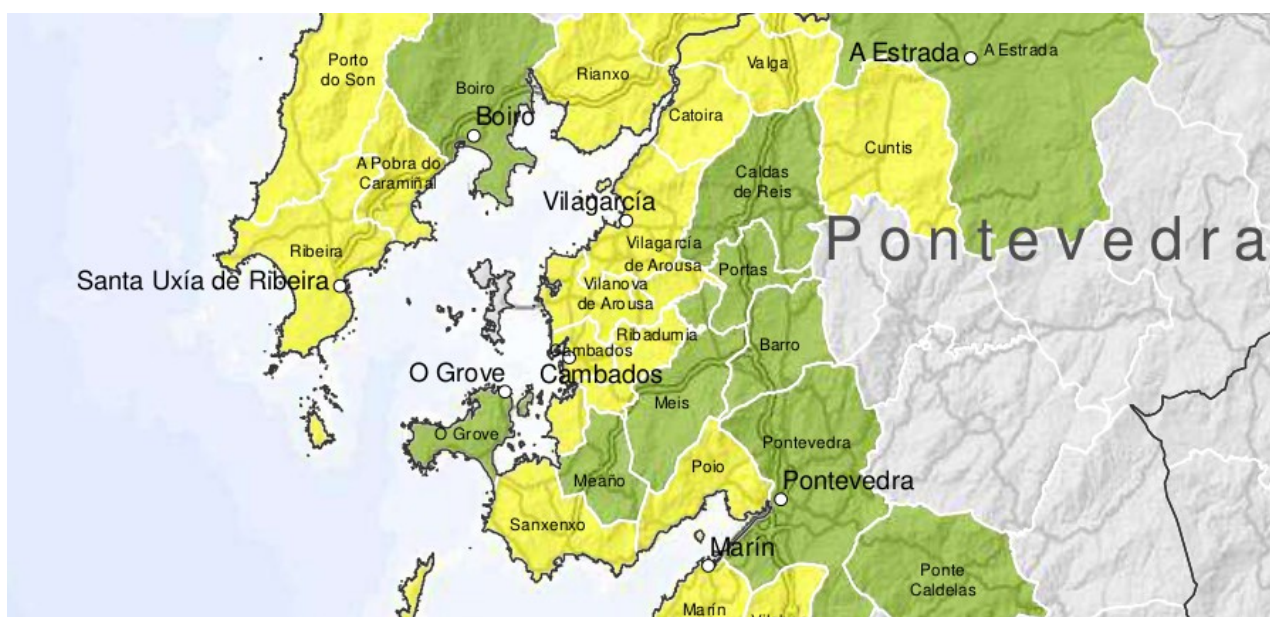 Porto
do Son
Boiro
Boiro
Rianxo
Valga
A Estrada
A Estrada
Catoira
Cuntis
A Pobra do
Caramiñal
Caldas
de Reis
Vilagarcía
Pontevedra
Ribeira
Vilagarcía
de Arousa
Santa Uxía de Ribeira
Portas
Vilanova
de Arousa
Ribadumia
Barro
Cambados
Cambados
O Grove
Meis
O Grove
Pontevedra
Meaño
Poio
Pontevedra
Sanxenxo
Marín
Ponte
Caldelas
Marín